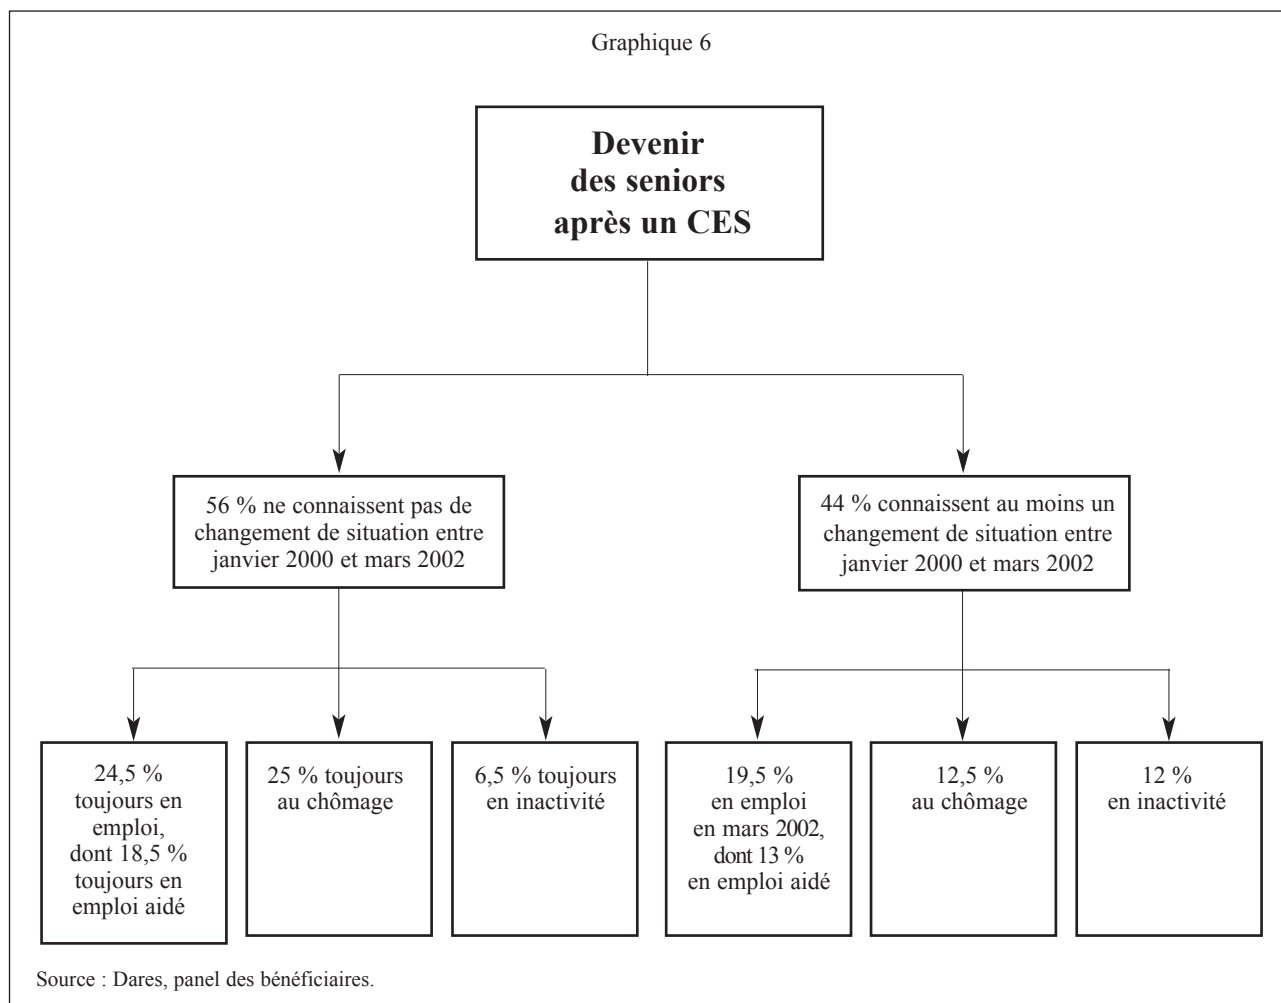 Graphique 6
Devenir
des seniors
après un CES
56 % ne connaissent pas de
changement de situation entre
janvier 2000 et mars 2002
44 % connaissent au moins un
changement de situation entre
janvier 2000 et mars 2002
24,5 %
toujours en
emploi,
dont 18,5 %
toujours en
emploi aidé
25 % toujours
au chômage
6,5 % toujours
en inactivité
19,5 %
en emploi
en mars 2002,
dont 13 %
en emploi aidé
12,5 %
au chômage
12 %
en inactivité
Source : Dares, panel des bénéficiaires.